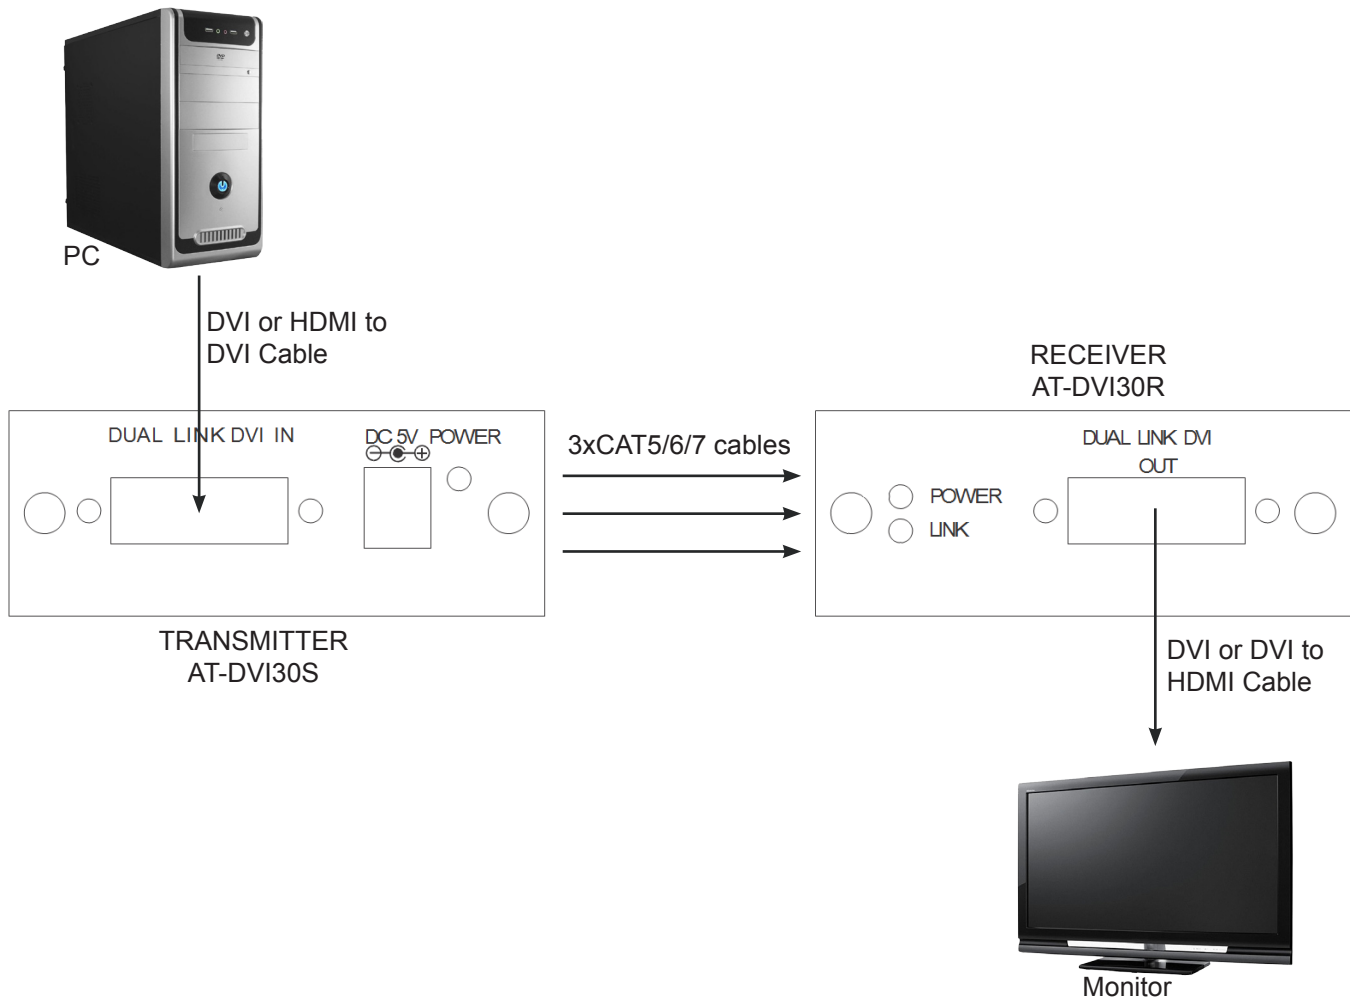 PC
DVI or HDMI to
DVI Cable
DUAL LINK DVI IN
DC 5V POWER
TRANSMITTER
AT-DVI30S
3xCAT5/6/7 cables
RECEIVER
AT-DVI30R
DUAL LINK DVI
OUT
POWER
LINK
DVI or DVI to
HDMI Cable
Monitor